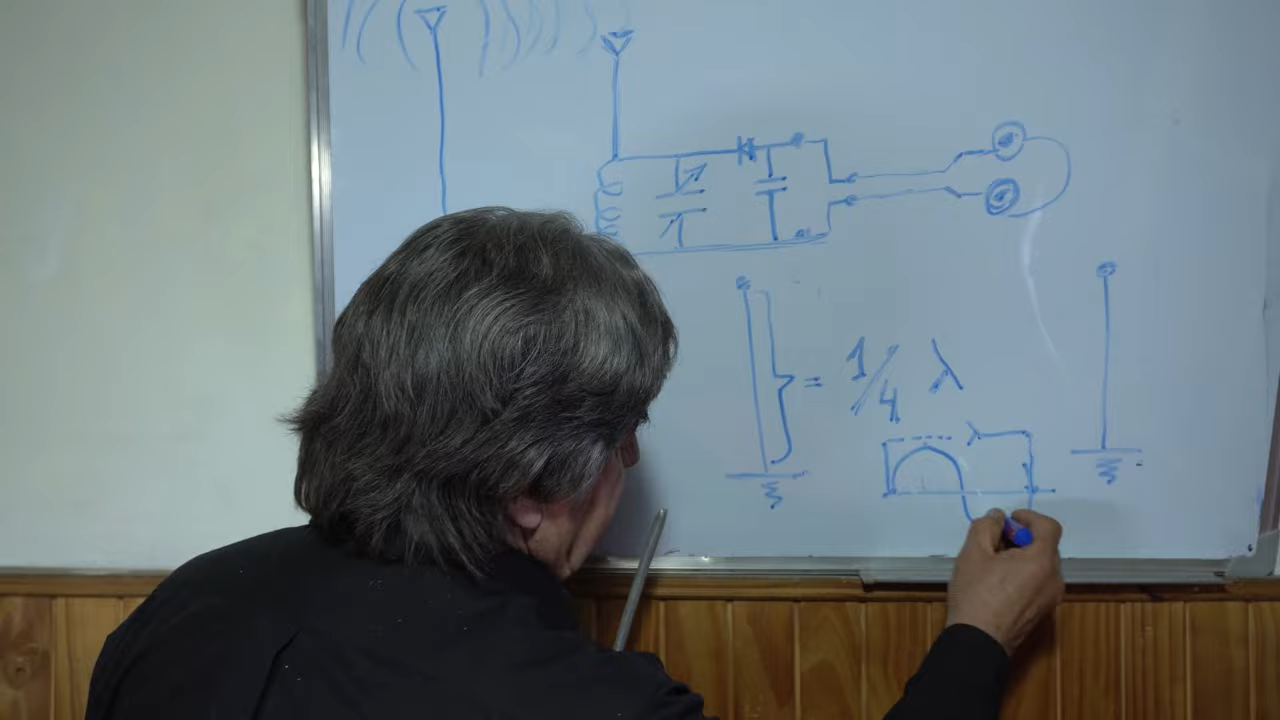 = 1/4 λ